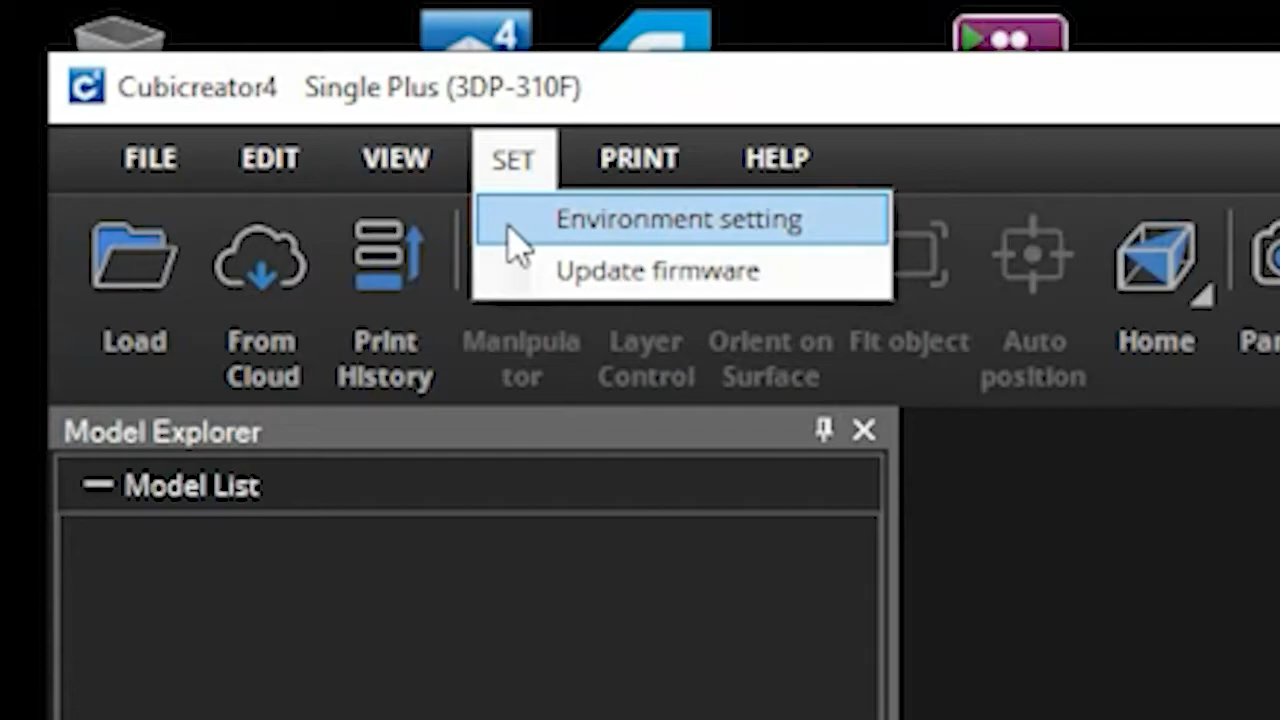 4
Cubicreator4 Single Plus (3DP-310F)
FILE EDIT VIEW SET PRINT HELP
Environment setting
Update firmware
Load
From
Cloud
Print
History
Manipula
tor
Layer
Control
Orient on
Surface
Fit object
Auto
position
Home
Model Explorer
Model List